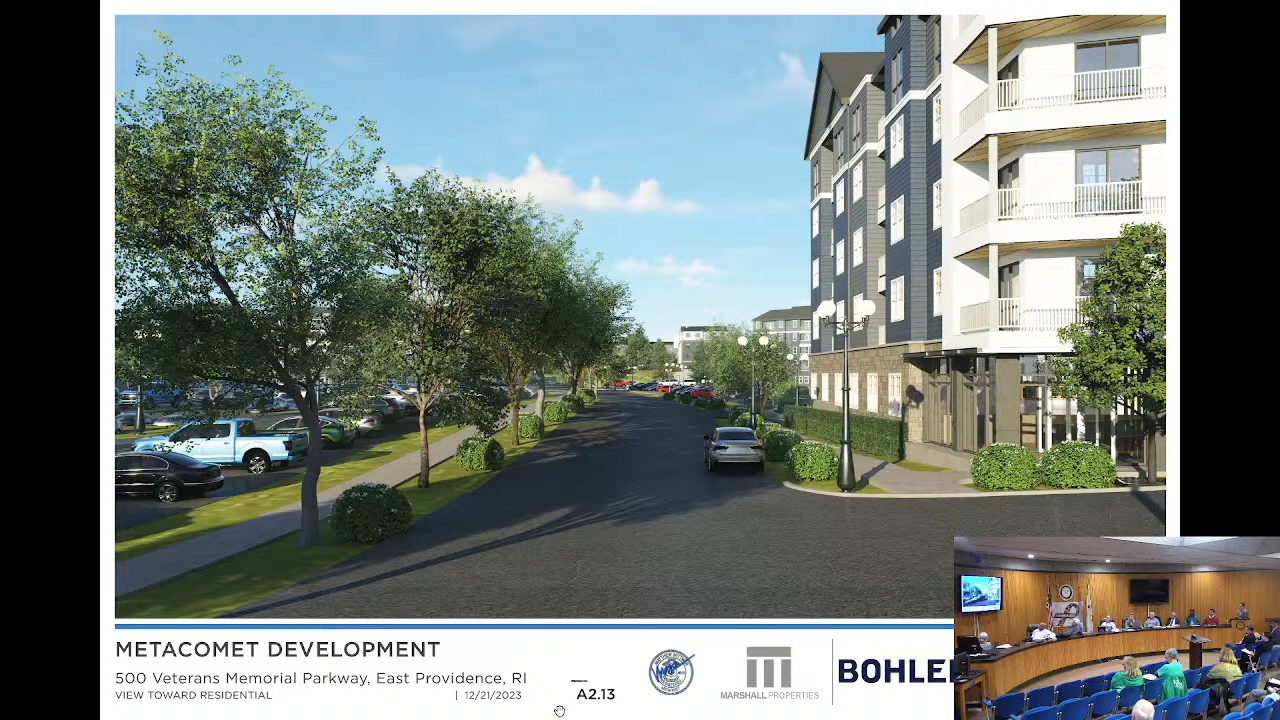 METACOMET DEVELOPMENT
500 Veterans Memorial Parkway, East Providence, RI
VIEW TOWARD RESIDENTIAL | 12/21/2023
A2.13
MARSHALL PROPERTIES
BOHLE